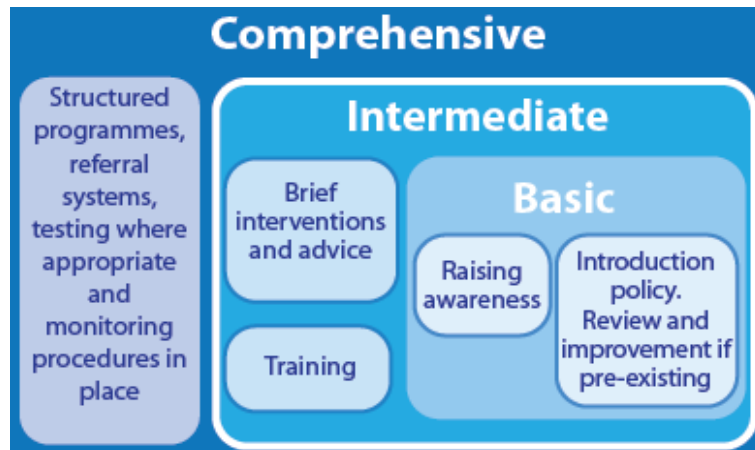 Comprehensive
Structured
programmes,
referral
systems,
testing where
appropriate
and
monitoring
procedures in
place
Intermediate
Brief
interventions
and advice
Training
Basic
Raising
awareness
Introduction
policy.
Review and
improvement if
pre-existing